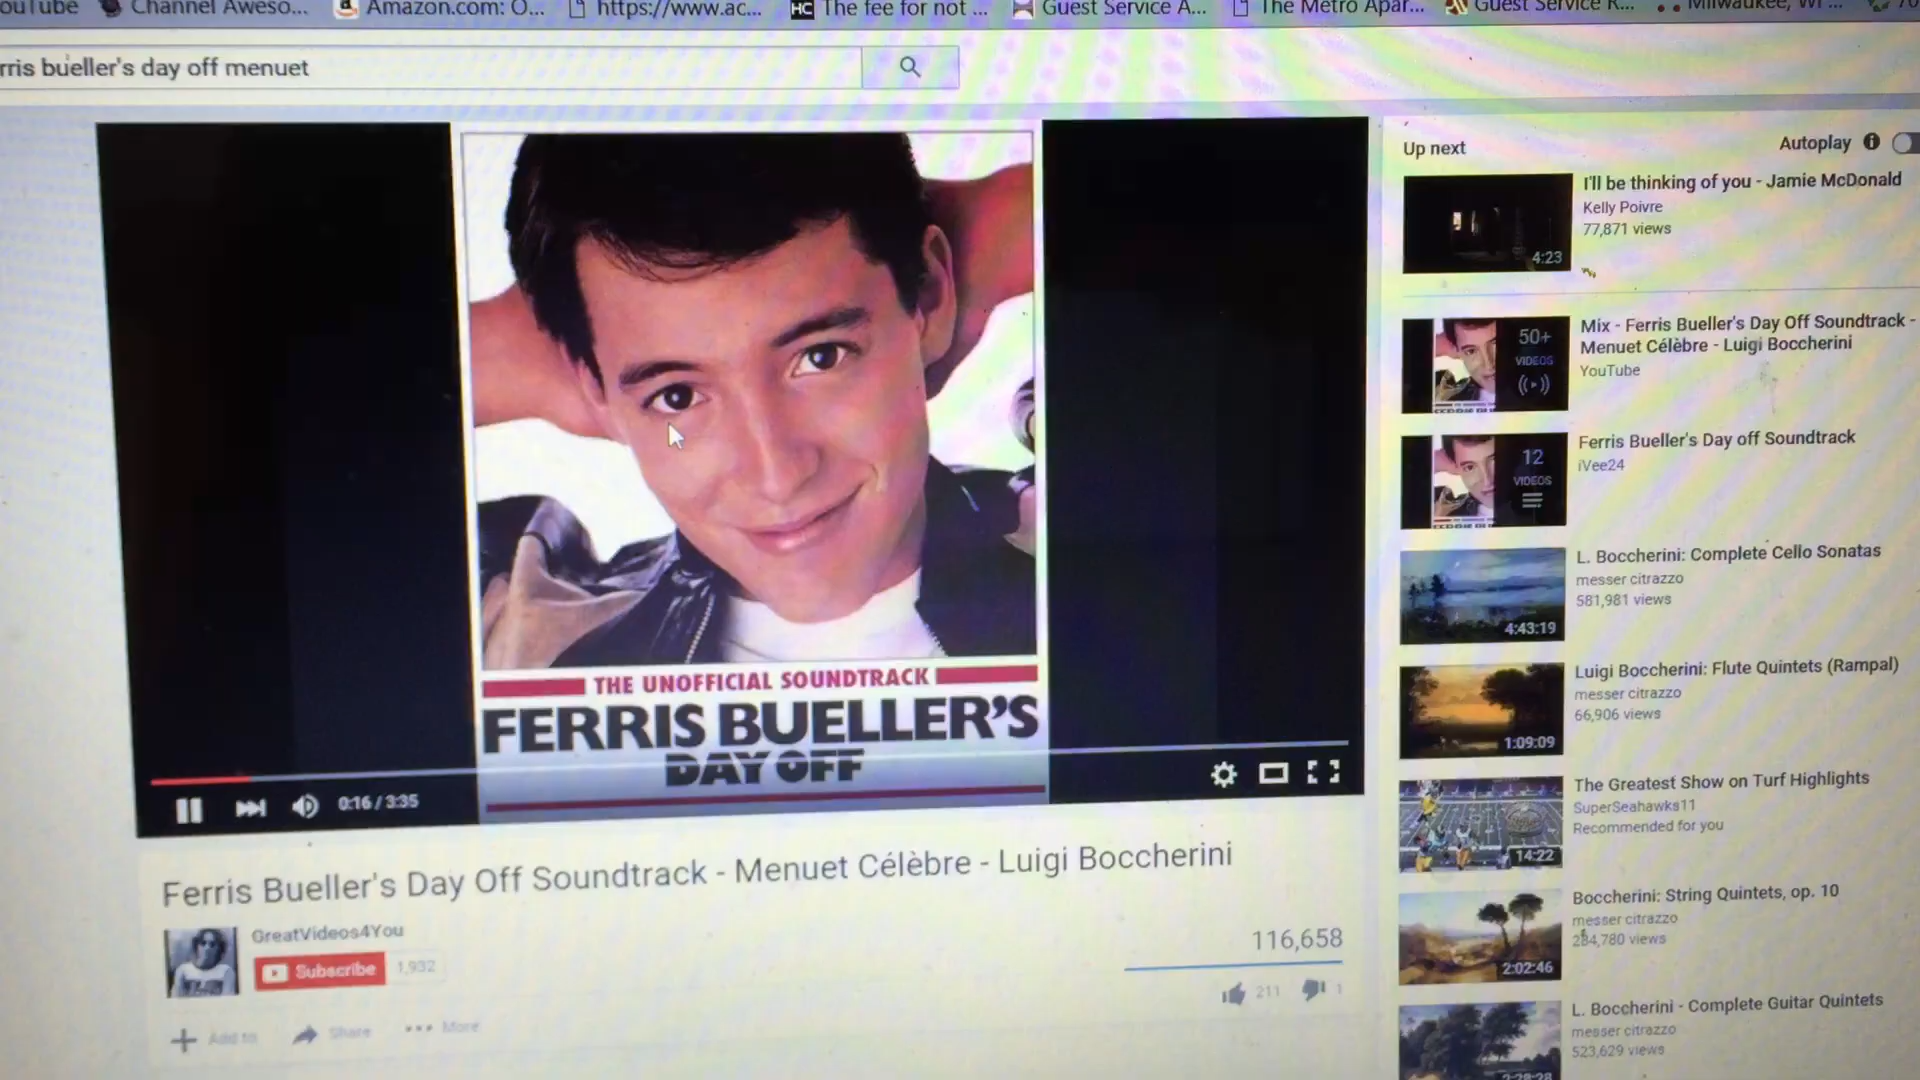 ouTube
Channel Aweso...
Amazon.com: O...
https://www.ac...
HC
The fee for not ...
Guest Service A...
The Metro Apar...
Guest Service R...
Milwaukee, WI ...
rris bueller's day off menuet
THE UNOFFICIAL SOUNDTRACK
FERRIS BUELLER'S
DAY OFF
0:16 / 3:35
Ferris Bueller's Day Off Soundtrack - Menuet Célèbre - Luigi Boccherini
GreatVideos4You
Subscribe 1,932
116,658
211 1
Add to Share More
Up next
Autoplay
I'll be thinking of you - Jamie McDonald
Kelly Poivre
77,871 views
4:23
Mix - Ferris Bueller's Day Off Soundtrack -
Menuet Célèbre - Luigi Boccherini
YouTube
50+
VIDEOS
Ferris Bueller's Day off Soundtrack
iVee24
12
VIDEOS
L. Boccherini: Complete Cello Sonatas
messer citrazzo
581,981 views
4:43:19
Luigi Boccherini: Flute Quintets (Rampal)
messer citrazzo
66,906 views
1:09:09
The Greatest Show on Turf Highlights
SuperSeahawks11
Recommended for you
14:22
Boccherini: String Quintets, op. 10
messer citrazzo
284,780 views
2:02:46
L. Boccherini - Complete Guitar Quintets
messer citrazzo
523,629 views